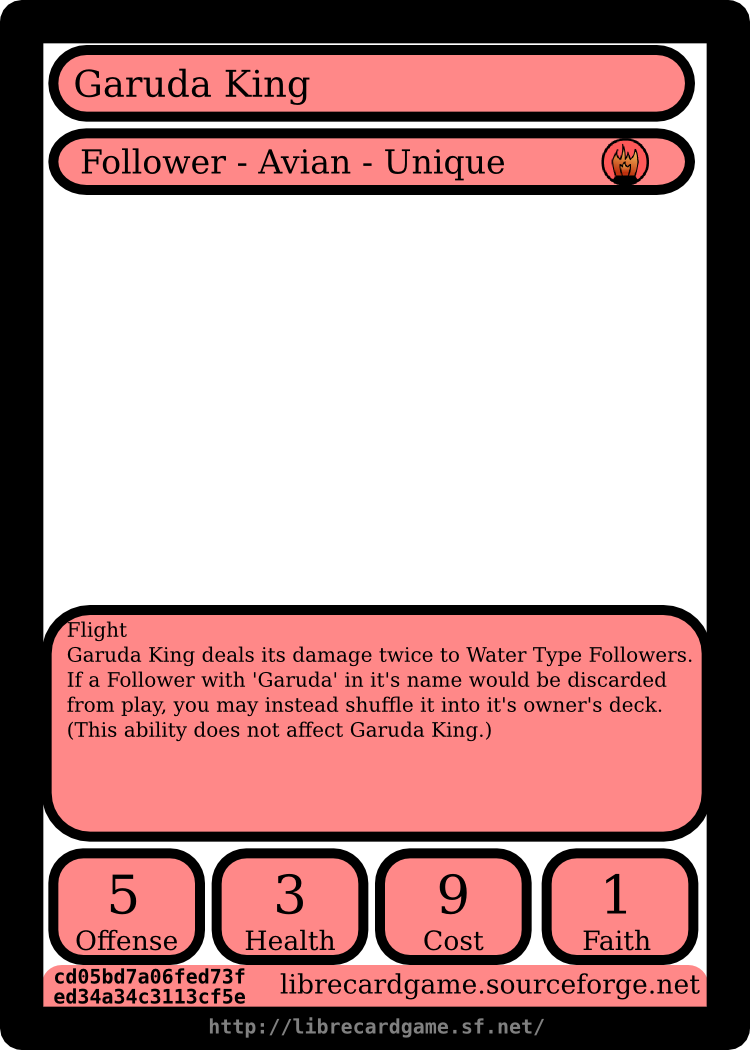 Garuda King
Follower - Avian - Unique
Flight
Garuda King deals its damage twice to Water Type Followers.
If a Follower with 'Garuda' in it's name would be discarded
from play, you may instead shuffle it into it's owner's deck.
(This ability does not affect Garuda King.)
5
Offense
3
Health
9
Cost
1
Faith
cd05bd7a06fed73f
ed34a34c3113cf5e
librecardgame.sourceforge.net
http://librecardgame.sf.net/